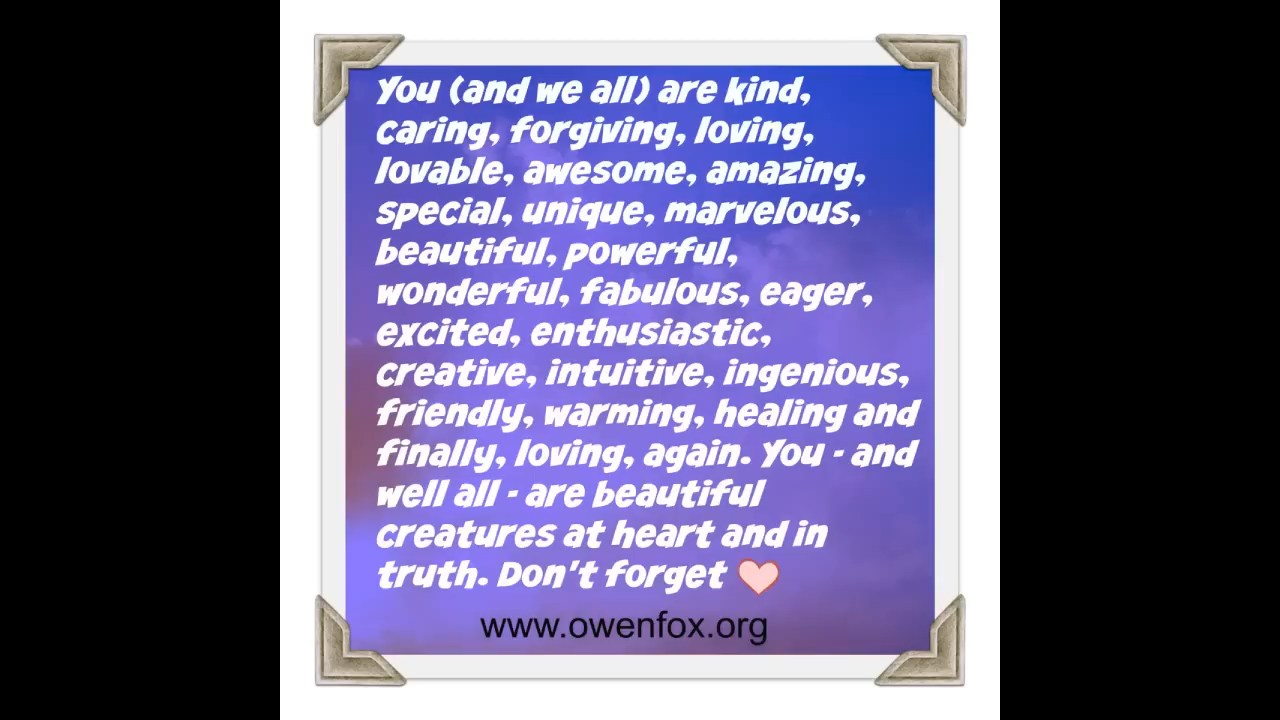 You (and we all) are kind,
caring, forgiving, loving,
lovable, awesome, amazing,
special, unique, marvelous,
beautiful, powerful,
wonderful, fabulous, eager,
excited, enthusiastic,
creative, intuitive, ingenious,
friendly, warming, healing and
finally, loving, again. You - and
well all - are beautiful
creatures at heart and in
truth. Don't forget
www.owenfox.org